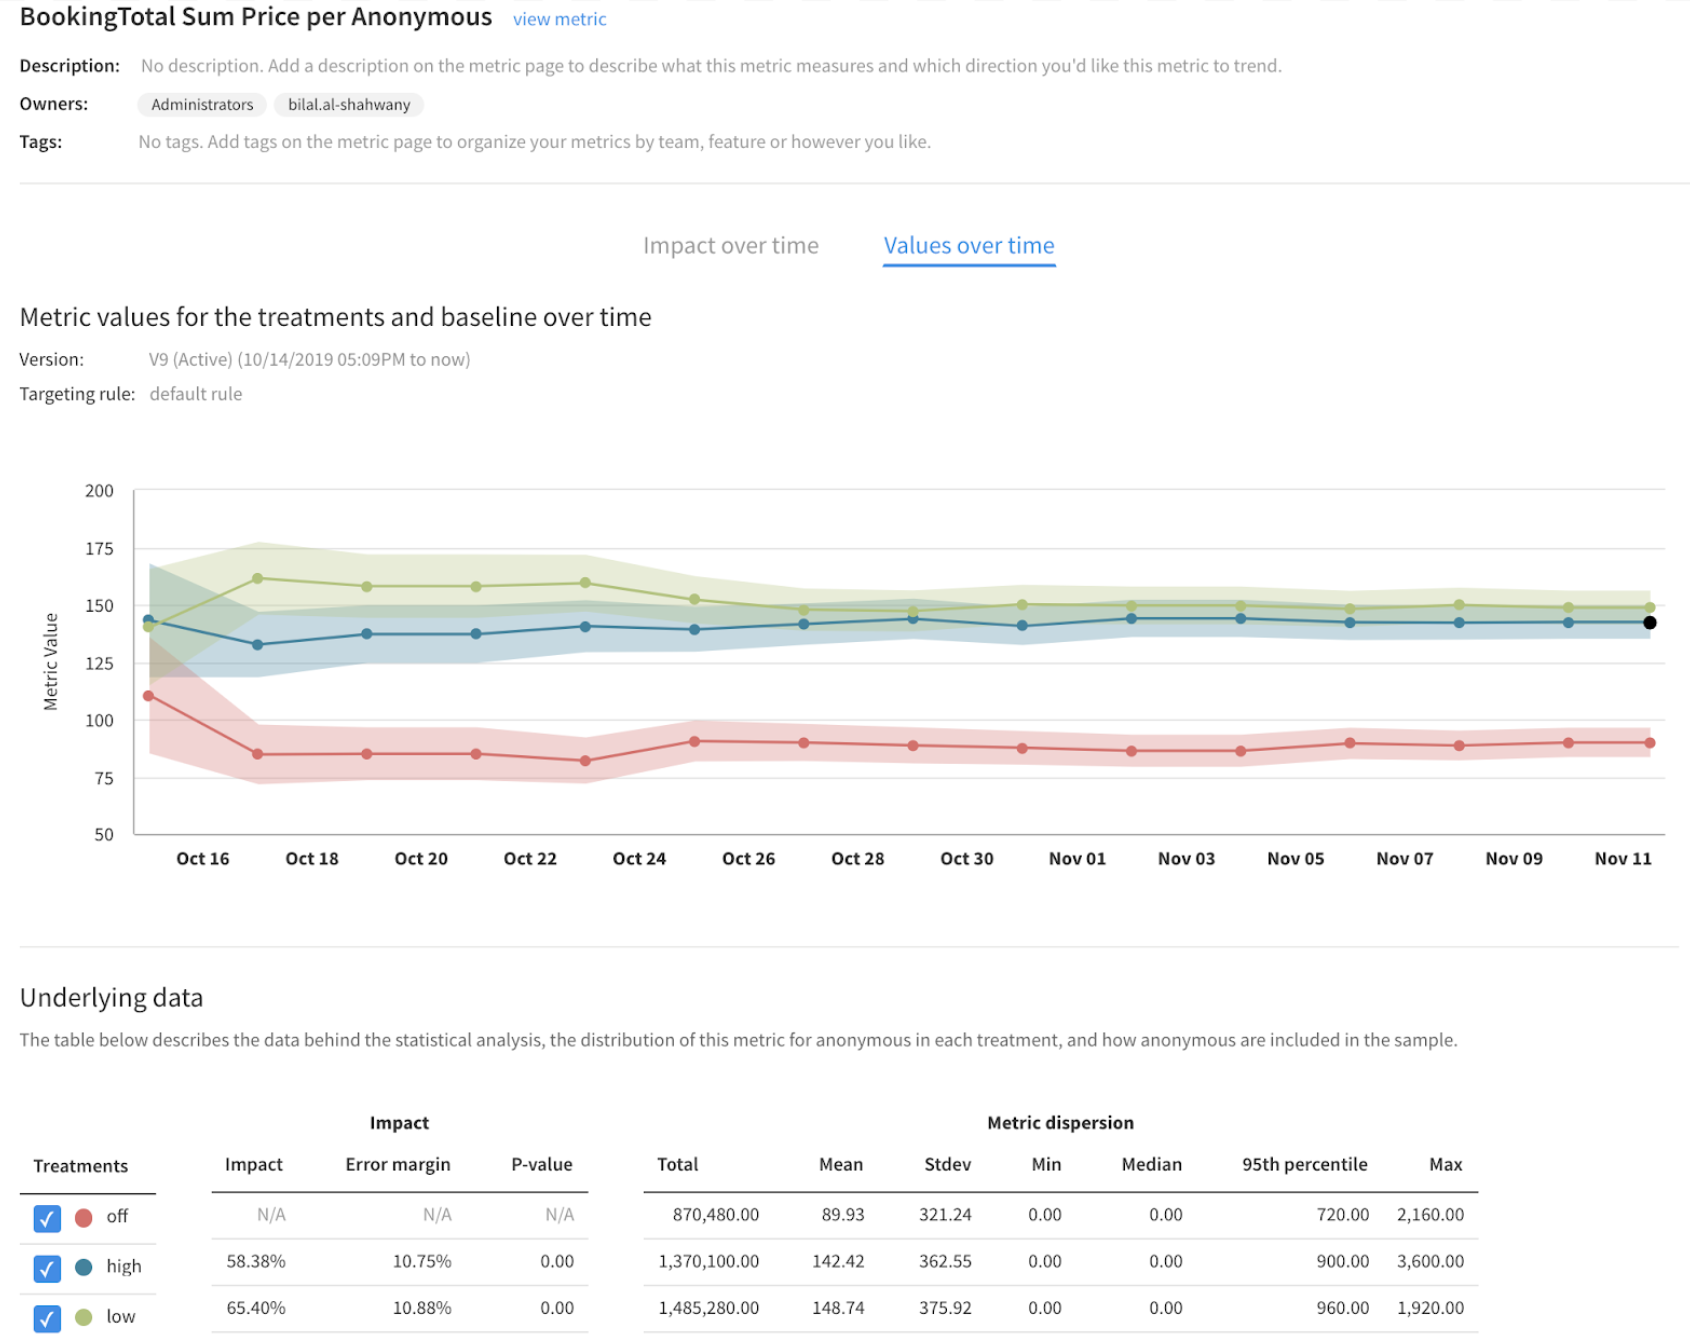 BookingTotal Sum Price per Anonymous view metric
Description: No description. Add a description on the metric page to describe what this metric measures and which direction you'd like this metric to trend.
Owners: Administrators bilal.al-shahwany
Tags: No tags. Add tags on the metric page to organize your metrics by team, feature or however you like.
Impact over time Values over time
Metric values for the treatments and baseline over time
Version: V9 (Active) (10/14/2019 05:09PM to now)
Targeting rule: default rule
200
175
150
125
100
75
50
Metric Value
Oct 16 Oct 18 Oct 20 Oct 22 Oct 24 Oct 26 Oct 28 Oct 30 Nov 01 Nov 03 Nov 05 Nov 07 Nov 09 Nov 11
Underlying data
The table below describes the data behind the statistical analysis, the distribution of this metric for anonymous in each treatment, and how anonymous are included in the sample.
Impact Metric dispersion
Treatments Impact Error margin P-value Total Mean Stdev Min Median 95th percentile Max
off N/A N/A N/A 870,480.00 89.93 321.24 0.00 0.00 720.00 2,160.00
high 58.38% 10.75% 0.00 1,370,100.00 142.42 362.55 0.00 0.00 900.00 3,600.00
low 65.40% 10.88% 0.00 1,485,280.00 148.74 375.92 0.00 0.00 960.00 1,920.00